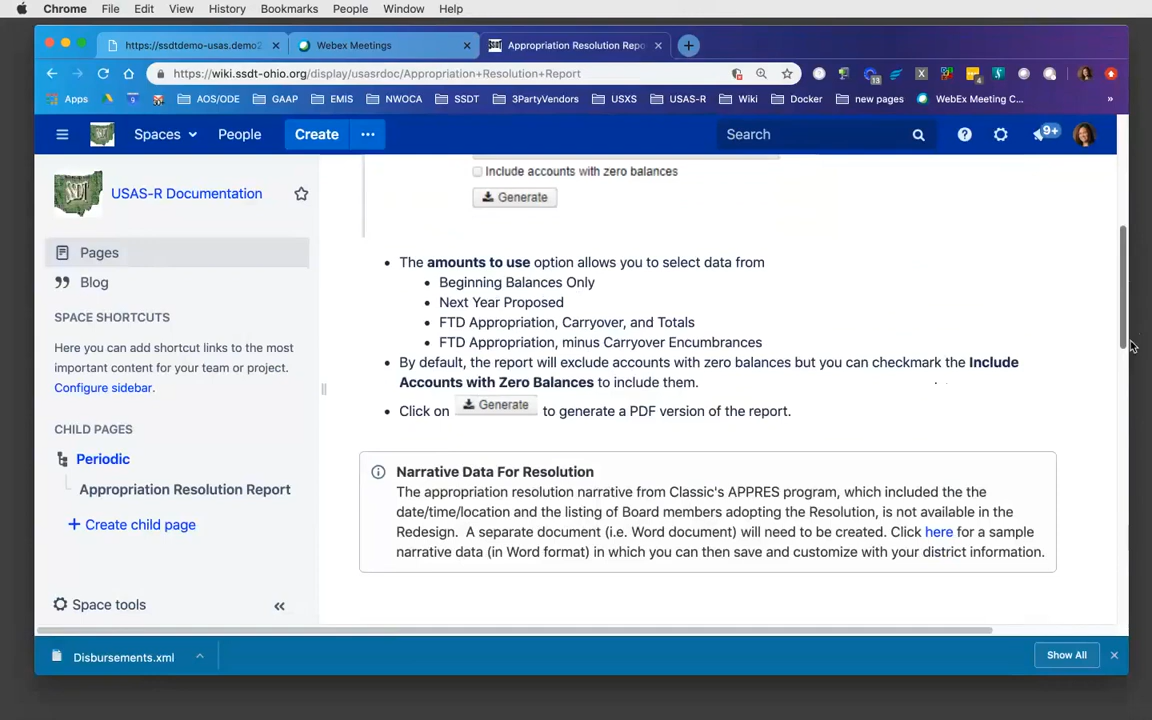 Chrome File Edit View History Bookmarks People Window Help
https://ssdtdemo-usas.demo2
Webex Meetings
Appropriation Resolution Repo
https://wiki.ssdt-ohio.org/display/usasrdoc/Appropriation+Resolution+Report
13 4
Apps 9 AOS/ODE GAAP EMIS NWOCA SSDT 3PartyVendors USXS USAS-R Wiki Docker new pages WebEx Meeting C... »
Spaces People Create ••• Search 9+
SSDT
USAS-R Documentation
Pages
Blog
SPACE SHORTCUTS
Here you can add shortcut links to the most
important content for your team or project.
Configure sidebar.
CHILD PAGES
Periodic
Appropriation Resolution Report
+ Create child page
Space tools «
Include accounts with zero balances
Generate
• The amounts to use option allows you to select data from
• Beginning Balances Only
• Next Year Proposed
• FTD Appropriation, Carryover, and Totals
• FTD Appropriation, minus Carryover Encumbrances
• By default, the report will exclude accounts with zero balances but you can checkmark the Include
Accounts with Zero Balances to include them.
• Click on Generate to generate a PDF version of the report.
Narrative Data For Resolution
The appropriation resolution narrative from Classic's APPRES program, which included the the
date/time/location and the listing of Board members adopting the Resolution, is not available in the
Redesign. A separate document (i.e. Word document) will need to be created. Click here for a sample
narrative data (in Word format) in which you can then save and customize with your district information.
Disbursements.xml
Show All